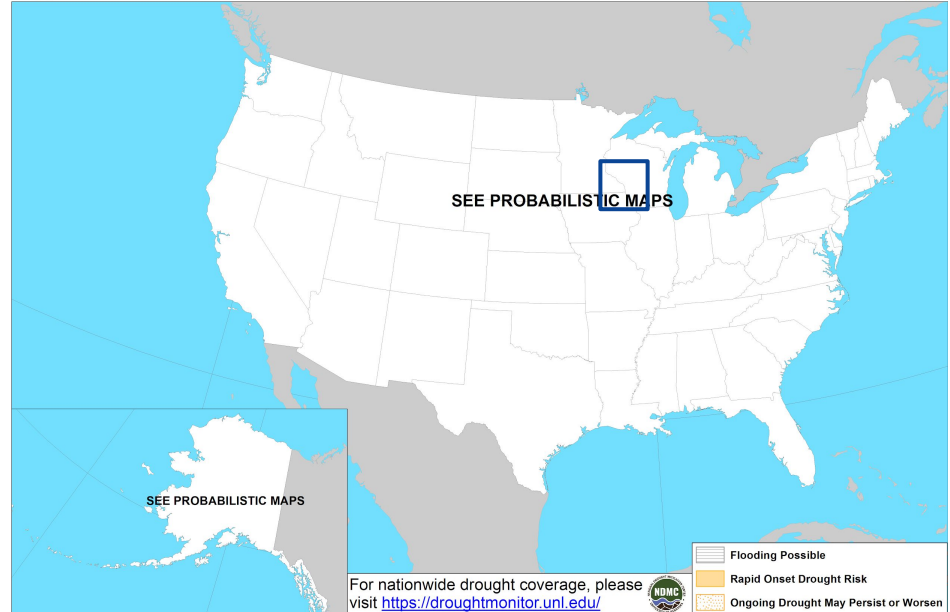 SEE PROBABILISTIC MAPS
SEE PROBABILISTIC MAPS
For nationwide drought coverage, please
visit https://droughtmonitor.unl.edu/
NDMC
Flooding Possible
Rapid Onset Drought Risk
Ongoing Drought May Persist or Worsen